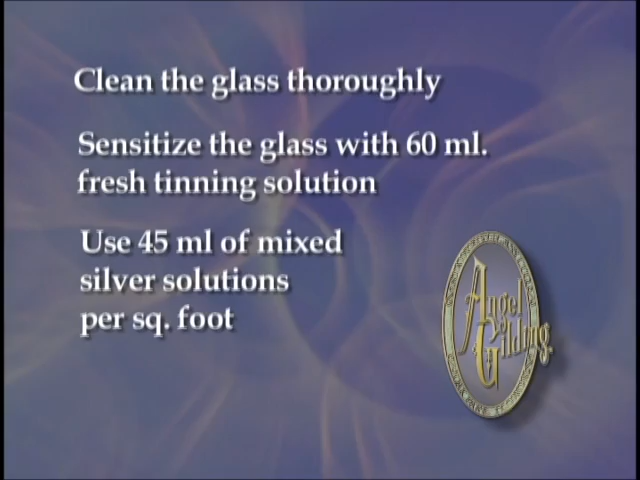 Clean the glass thoroughly
Sensitize the glass with 60 ml.
fresh tinning solution
Use 45 ml of mixed
silver solutions
per sq. foot
Angel
Gilding